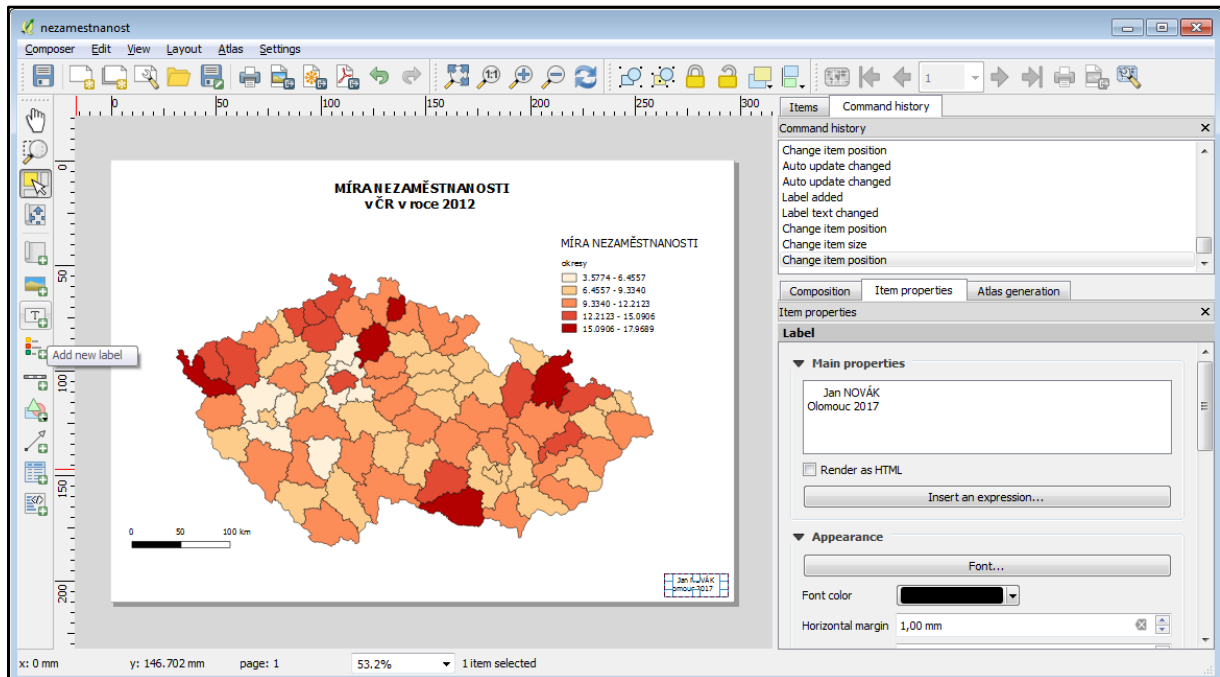 nezamestnanost
Composer Edit View Layout Atlas Settings
1:1
1
Items Command history
Command history
Change item position
Auto update changed
Auto update changed
Label added
Label text changed
Change item position
Change item size
Change item position
Composition Item properties Atlas generation
Item properties
Label
Main properties
Jan NOVÁK
Olomouc 2017
Render as HTML
Insert an expression...
Appearance
Font...
Font color
Horizontal margin 1,00 mm
0 50 100 150 200 250 300
0
50
100
150
200
T
Add new label
MÍRA NEZAMĚSTNANOSTI
v ČR v roce 2012
MÍRA NEZAMĚSTNANOSTI
okresy
3.5774 - 6.4557
6.4557 - 9.3340
9.3340 - 12.2123
12.2123 - 15.0906
15.0906 - 17.9689
0 50 100 km
Jan NOVÁK
omouc 2017
x: 0 mm y: 146.702 mm page: 1 53.2% 1 item selected